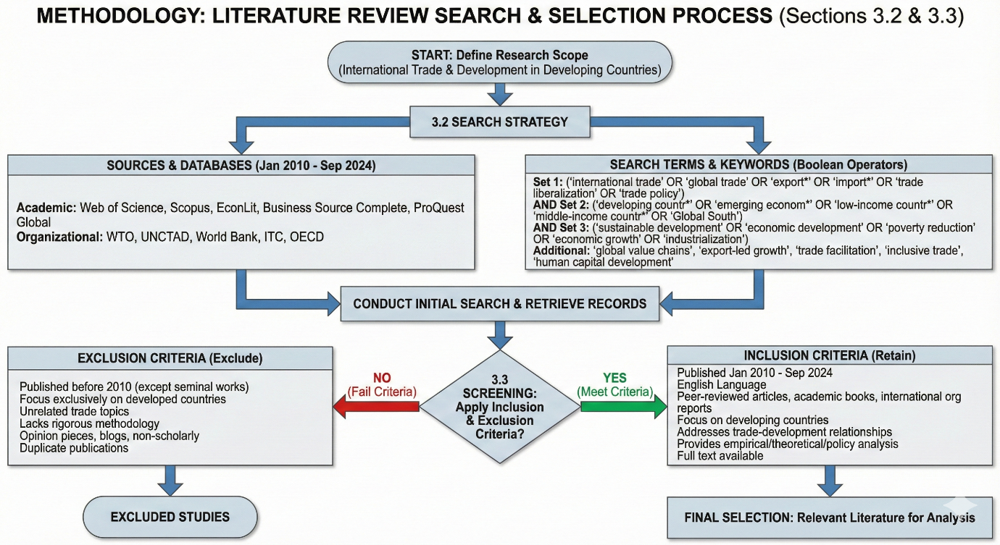 METHODOLOGY: LITERATURE REVIEW SEARCH & SELECTION PROCESS (Sections 3.2 & 3.3)
START: Define Research Scope
(International Trade & Development in Developing Countries)
3.2 SEARCH STRATEGY
SOURCES & DATABASES (Jan 2010 - Sep 2024)
Academic: Web of Science, Scopus, EconLit, Business Source Complete, ProQuest
Global
Organizational: WTO, UNCTAD, World Bank, ITC, OECD
SEARCH TERMS & KEYWORDS (Boolean Operators)
Set 1: (‘international trade’ OR ‘global trade’ OR ‘export*’ OR ‘import*’ OR ‘trade
liberalization’ OR ‘trade policy’)
AND Set 2: (‘developing countr*’ OR ‘emerging econom*’ OR ‘low-income countr*’ OR
‘middle-income countr*’ OR ‘Global South’)
AND Set 3: (‘sustainable development’ OR ‘economic development’ OR ‘poverty reduction’
OR ‘economic growth’ OR ‘industrialization’)
Additional: ‘global value chains’, ‘export-led growth’, ‘trade facilitation’, ‘inclusive trade’,
‘human capital development’
CONDUCT INITIAL SEARCH & RETRIEVE RECORDS
EXCLUSION CRITERIA (Exclude)
Published before 2010 (except seminal works)
Focus exclusively on developed countries
Unrelated trade topics
Lacks rigorous methodology
Opinion pieces, blogs, non-scholarly
Duplicate publications
NO
(Fail Criteria)
3.3
SCREENING:
Apply Inclusion
& Exclusion
Criteria?
YES
(Meet Criteria)
INCLUSION CRITERIA (Retain)
Published Jan 2010 - Sep 2024
English Language
Peer-reviewed articles, academic books, international org
reports
Focus on developing countries
Addresses trade-development relationships
Provides empirical/theoretical/policy analysis
Full text available
EXCLUDED STUDIES
FINAL SELECTION: Relevant Literature for Analysis